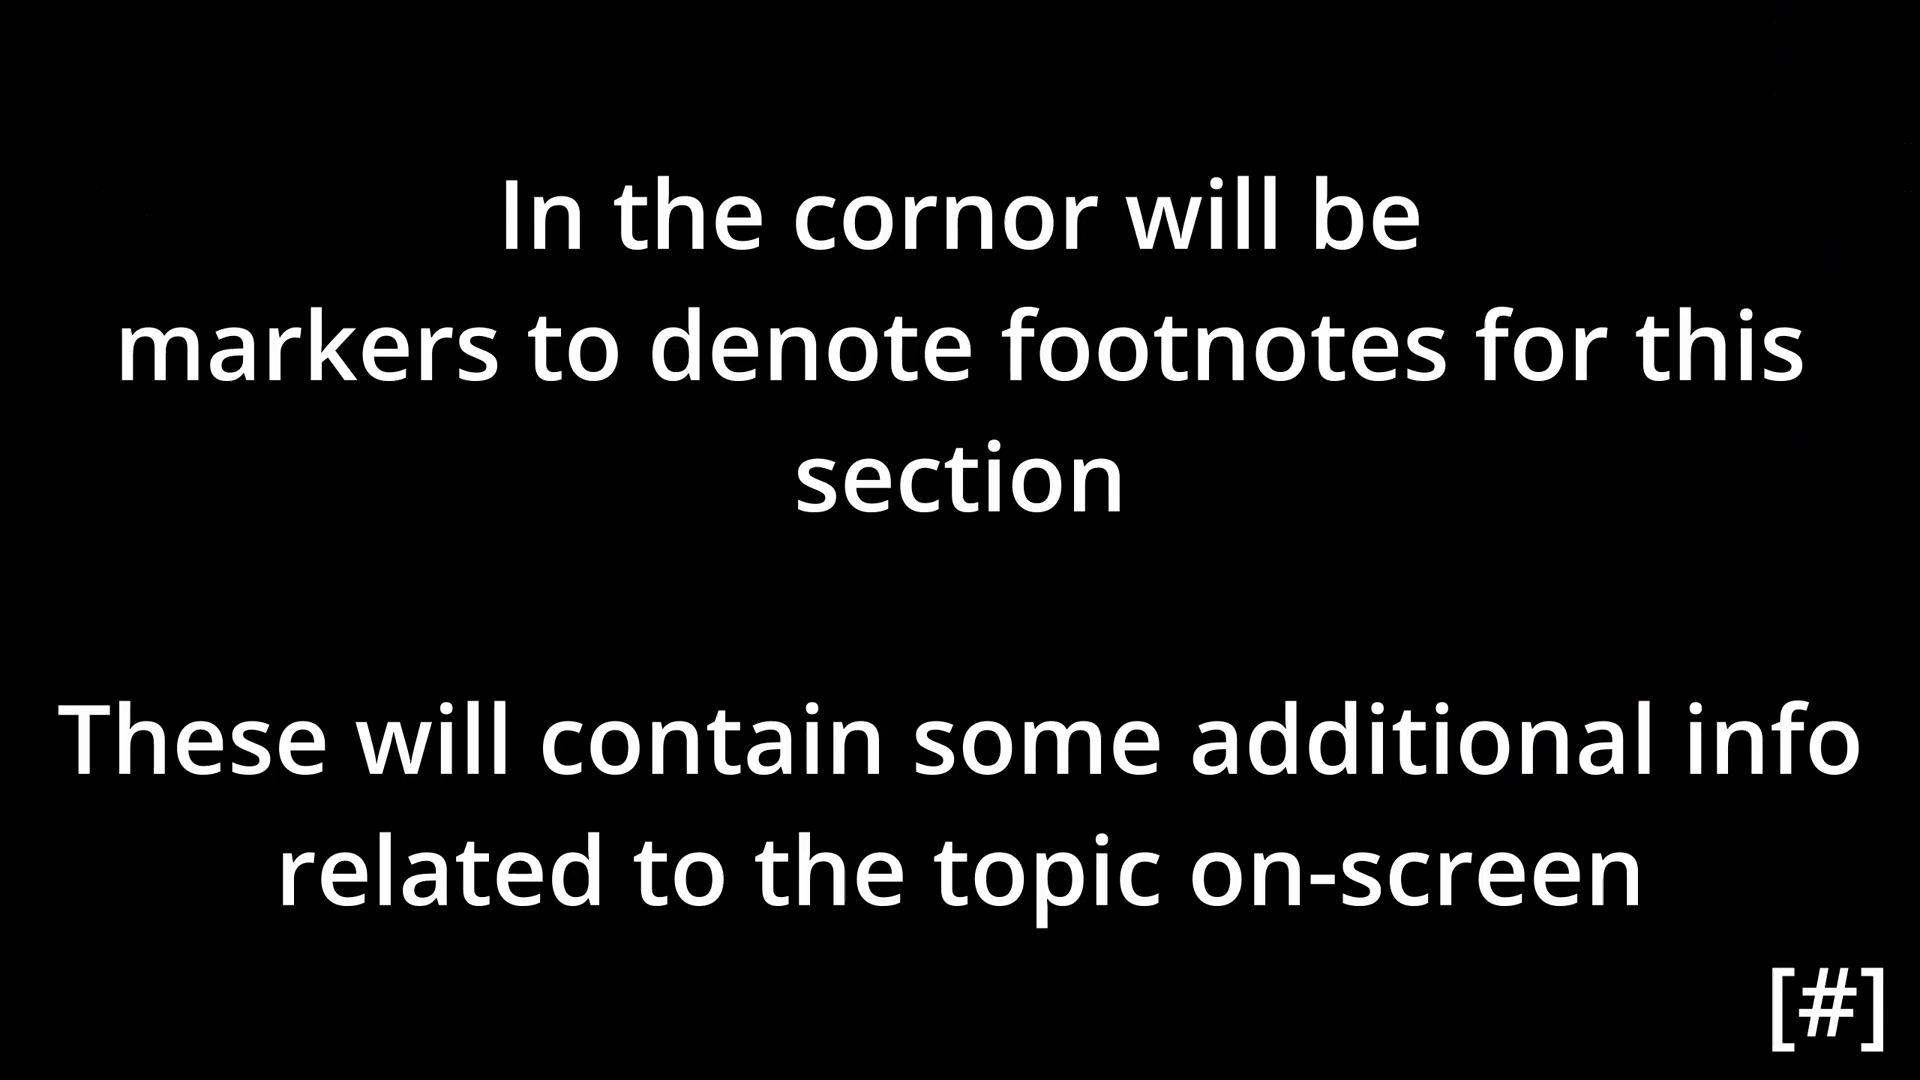 In the cornor will be
markers to denote footnotes for this
section
These will contain some additional info
related to the topic on-screen
[#]